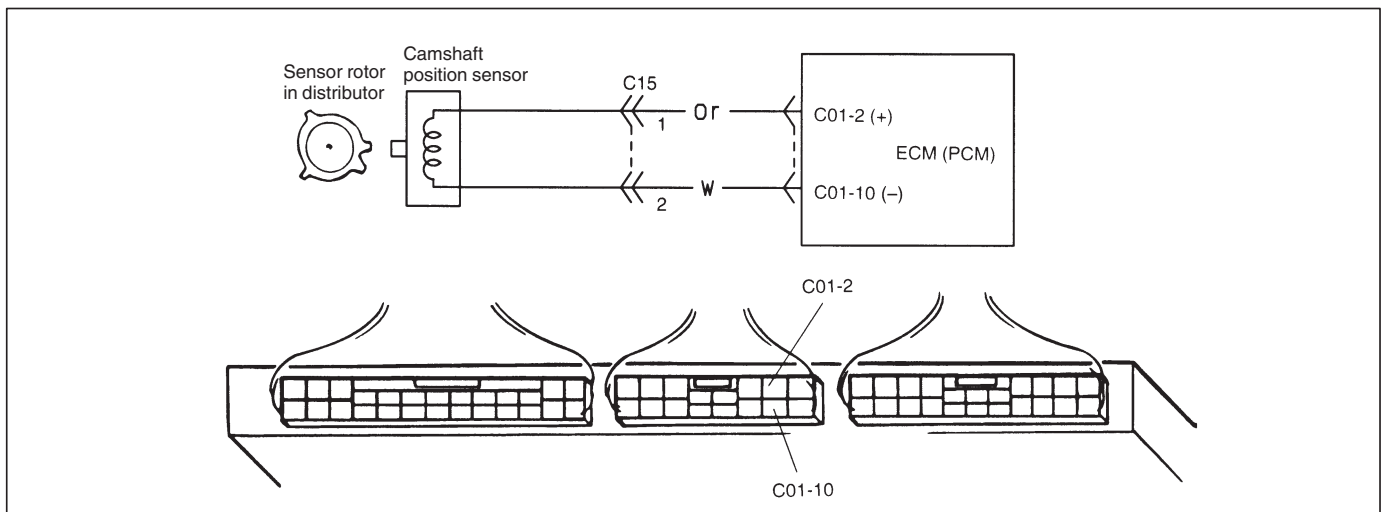 Sensor rotor
in distributor
Camshaft
position sensor
C15
1
Or
C01-2 (+)
ECM (PCM)
2
W
C01-10 (–)
C01-2
C01-10